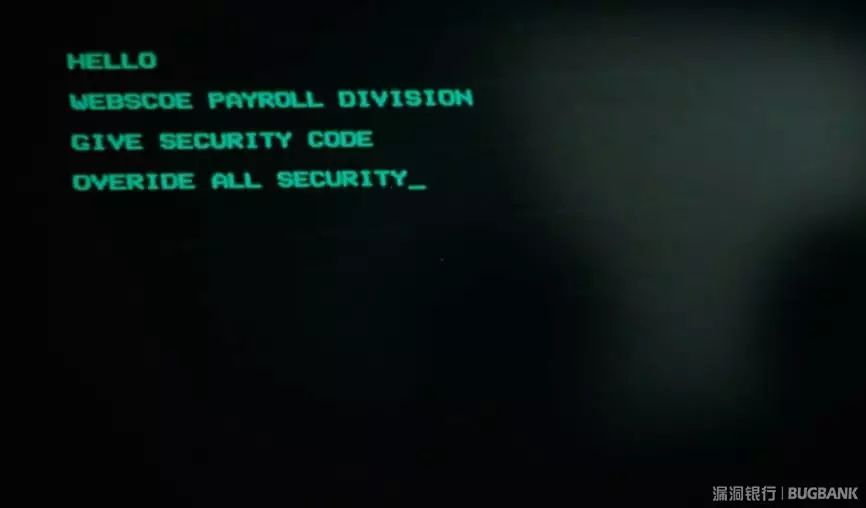 HELLO
WEBSCOE PAYROLL DIVISION
GIVE SECURITY CODE
OVERIDE ALL SECURITY_
漏洞银行 | BUGBANK